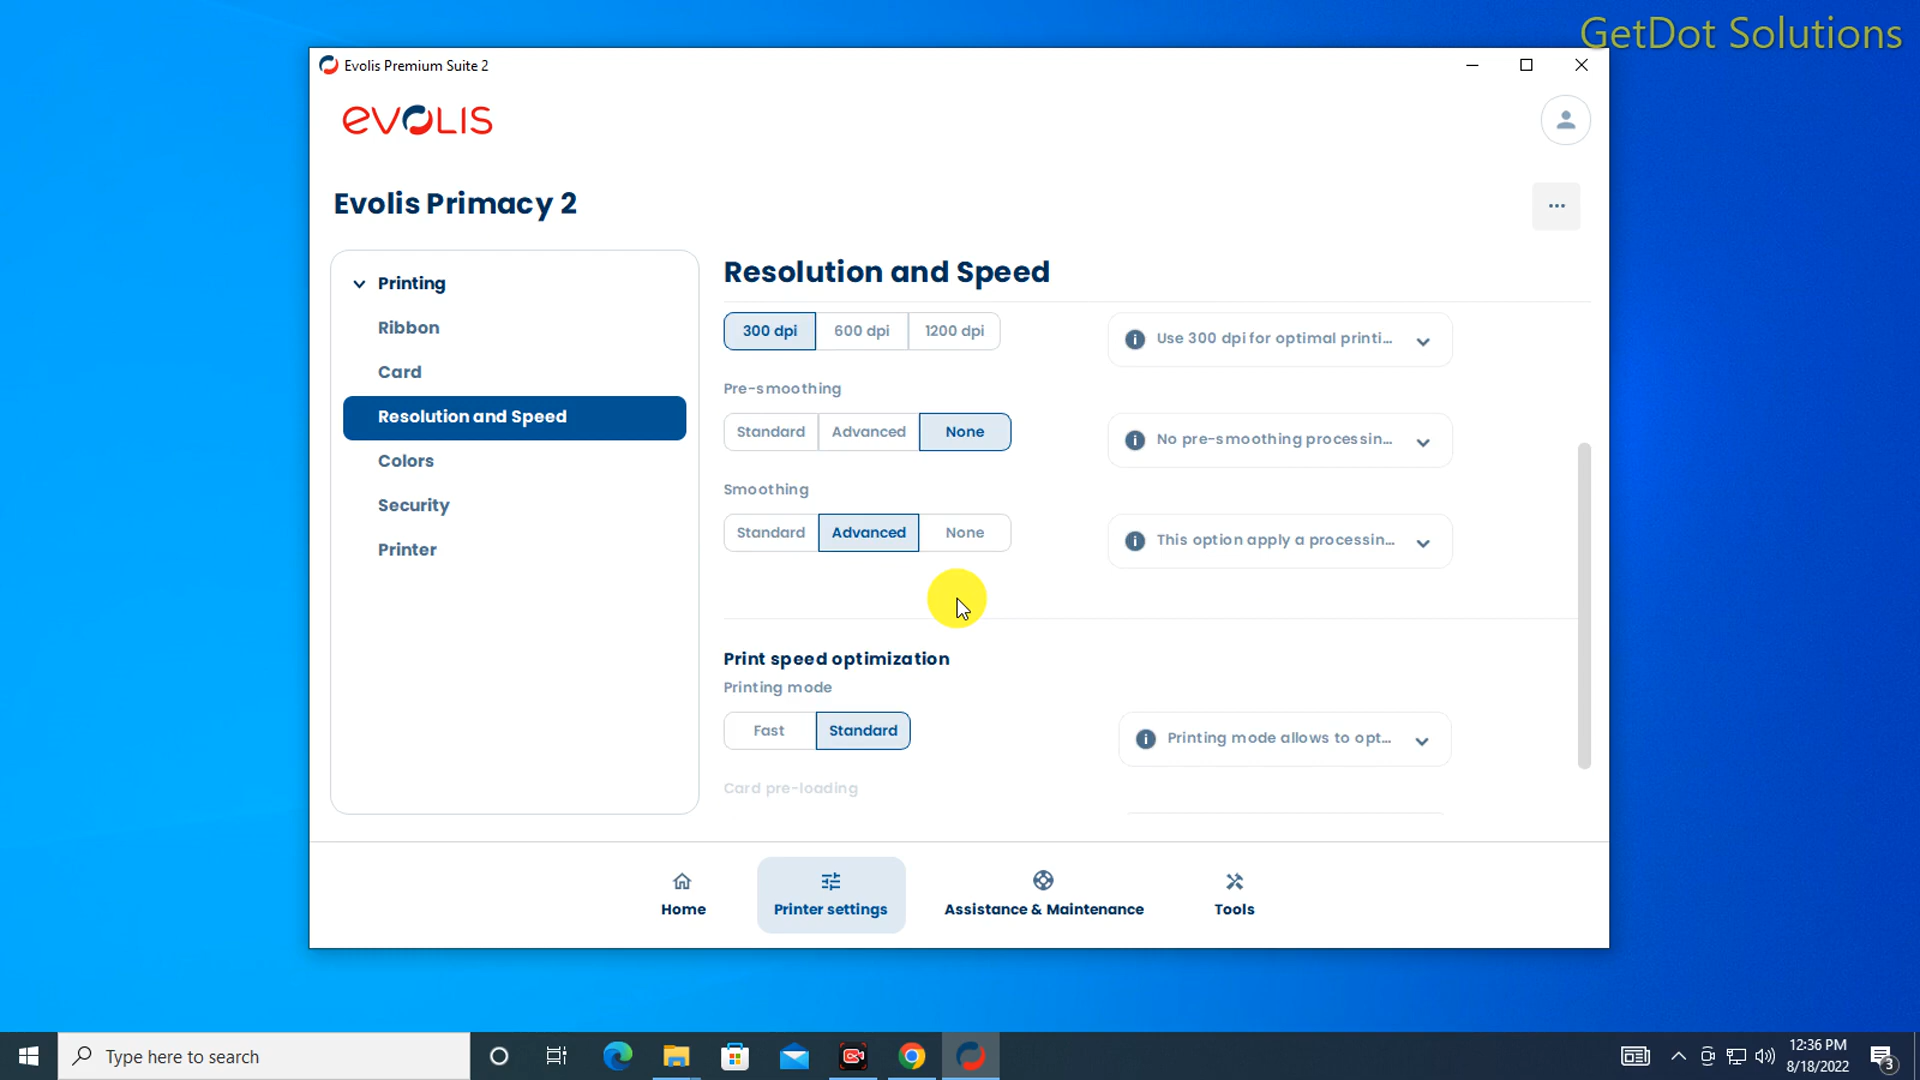 GetDot Solutions
Evolis Premium Suite 2
evolis
Evolis Primacy 2
...
Printing
Ribbon
Card
Resolution and Speed
Colors
Security
Printer
Resolution and Speed
300 dpi 600 dpi 1200 dpi
Use 300 dpi for optimal printi...
Pre-smoothing
Standard Advanced None
No pre-smoothing processin...
Smoothing
Standard Advanced None
This option apply a processin...
Print speed optimization
Printing mode
Fast Standard
Printing mode allows to opt...
Card pre-loading
Home
Printer settings
Assistance & Maintenance
Tools
Type here to search
12:36 PM
8/18/2022
3